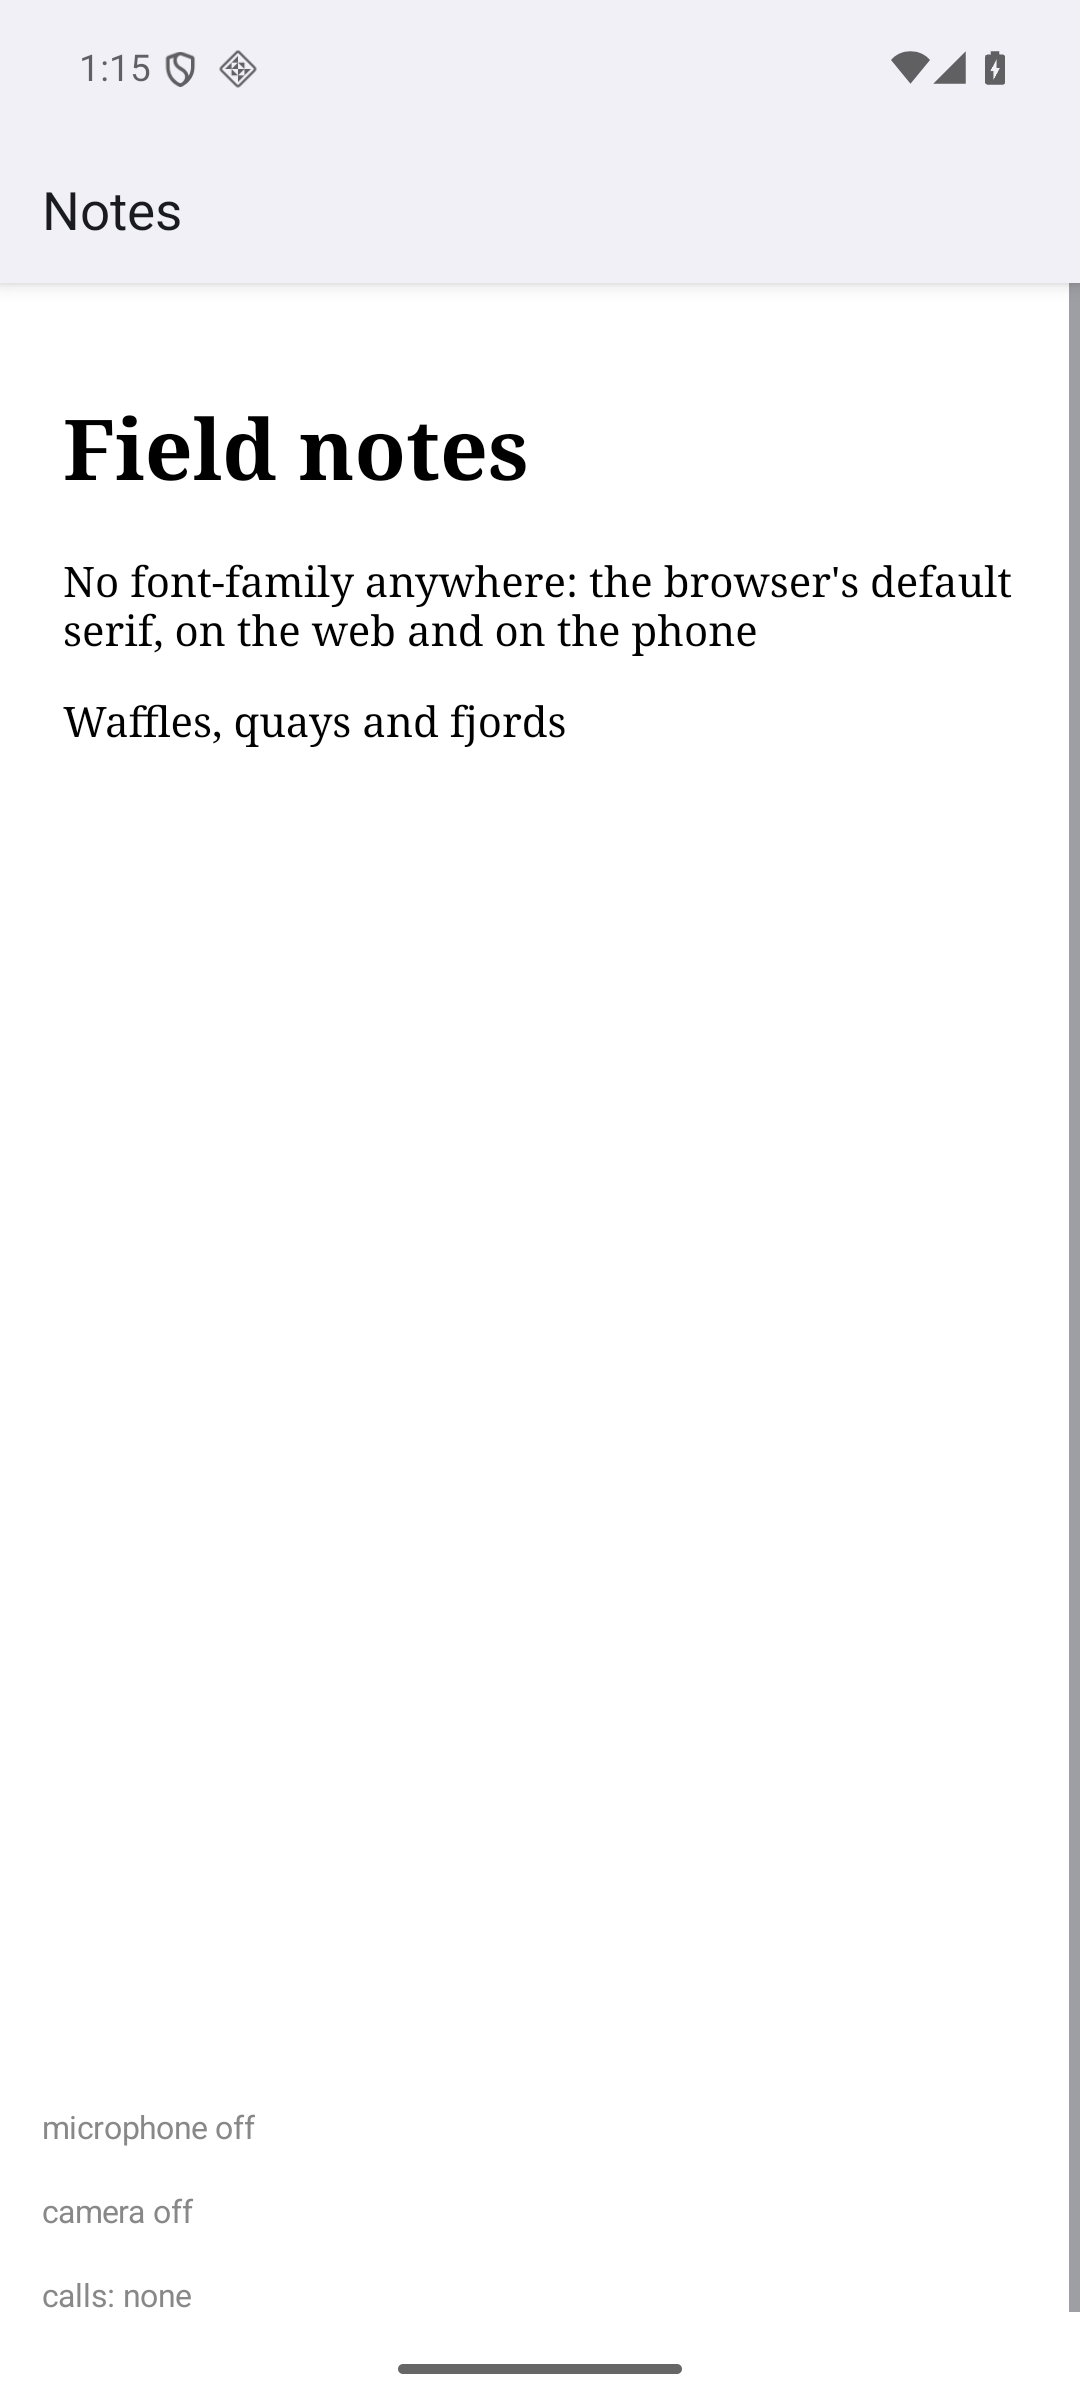 1:15
Notes
Field notes
No font-family anywhere: the browser's default
serif, on the web and on the phone
Waffles, quays and fjords
microphone off
camera off
calls: none